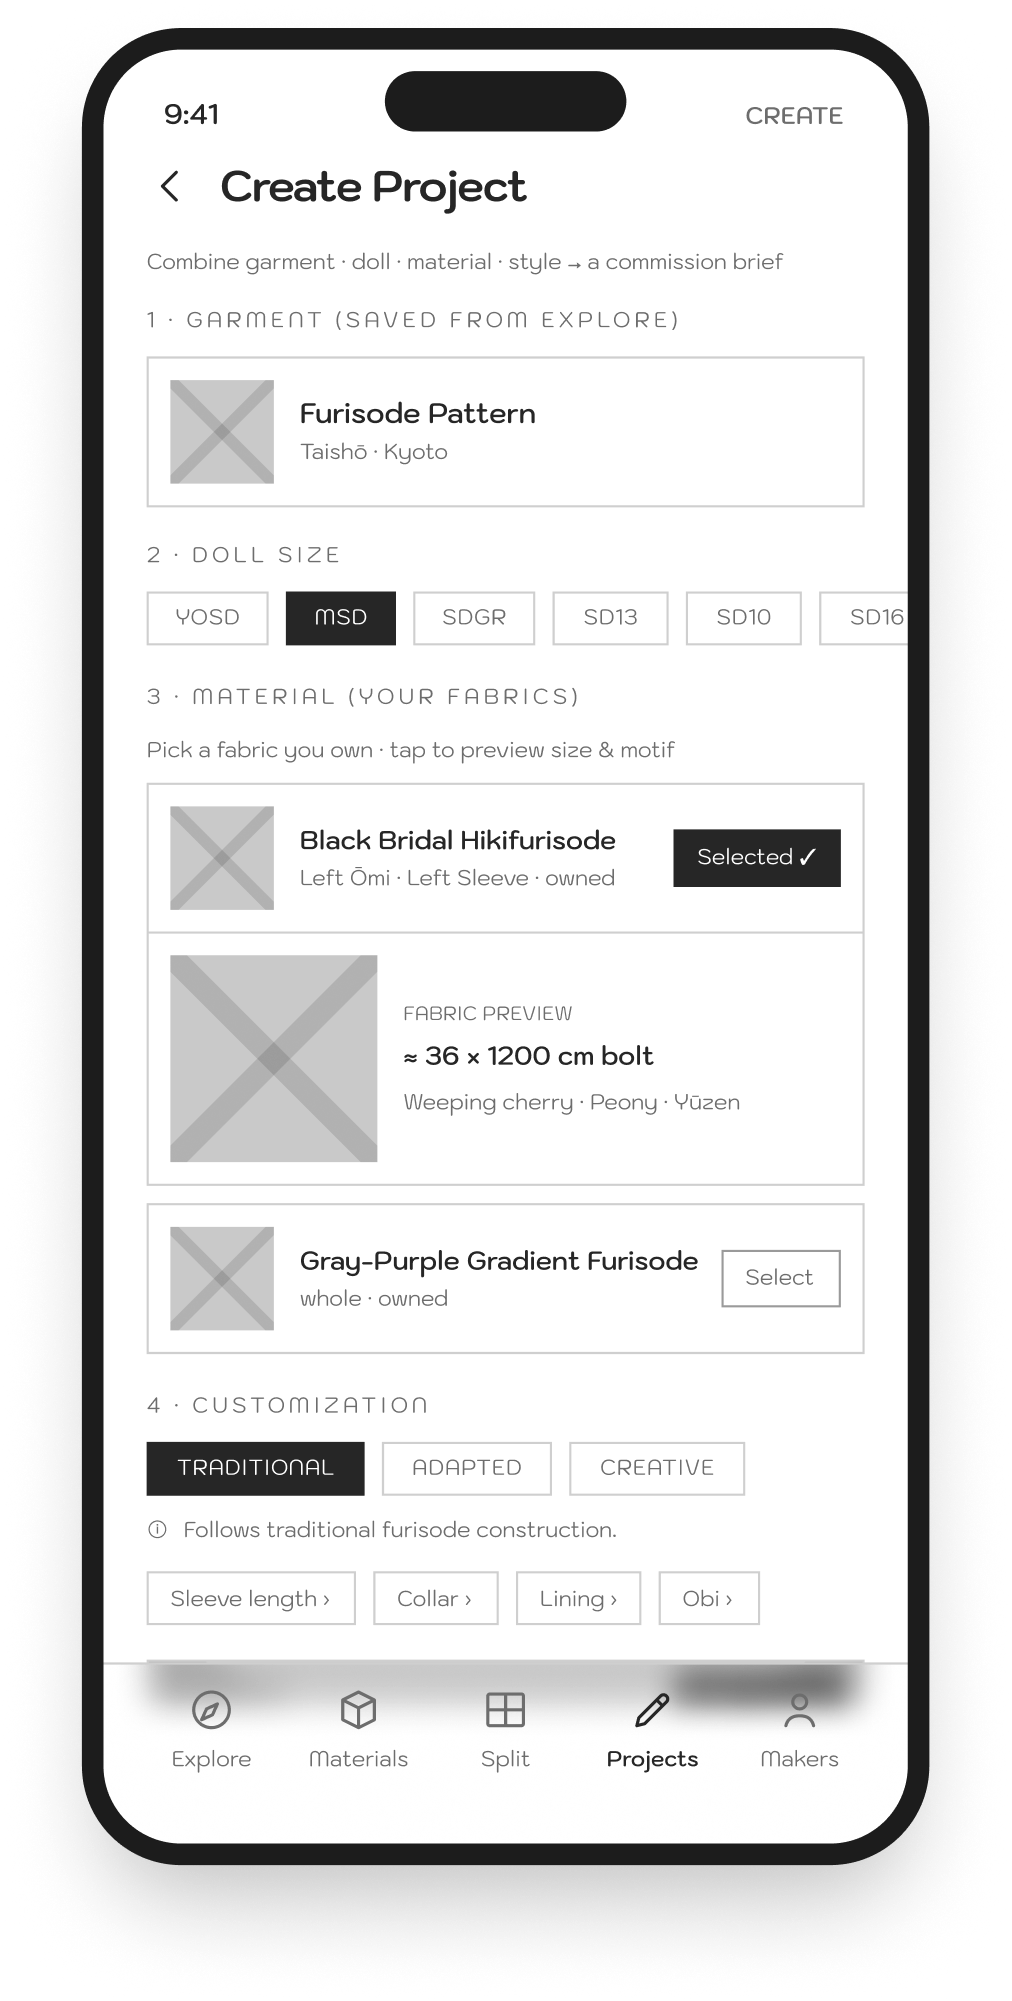 9:41
CREATE
Create Project
Combine garment · doll · material · style → a commission brief
1 · GARMENT (SAVED FROM EXPLORE)
Furisode Pattern
Taishō · Kyoto
2 · DOLL SIZE
YOSD
MSD
SDGR
SD13
SD10
SD16
3 · MATERIAL (YOUR FABRICS)
Pick a fabric you own · tap to preview size & motif
Black Bridal Hikifurisode
Left Ōmi · Left Sleeve · owned
Selected ✓
FABRIC PREVIEW
≈ 36 × 1200 cm bolt
Weeping cherry · Peony · Yūzen
Gray-Purple Gradient Furisode
whole · owned
Select
4 · CUSTOMIZATION
TRADITIONAL
ADAPTED
CREATIVE
ⓘ Follows traditional furisode construction.
Sleeve length ›
Collar ›
Lining ›
Obi ›
Explore
Materials
Split
Projects
Makers